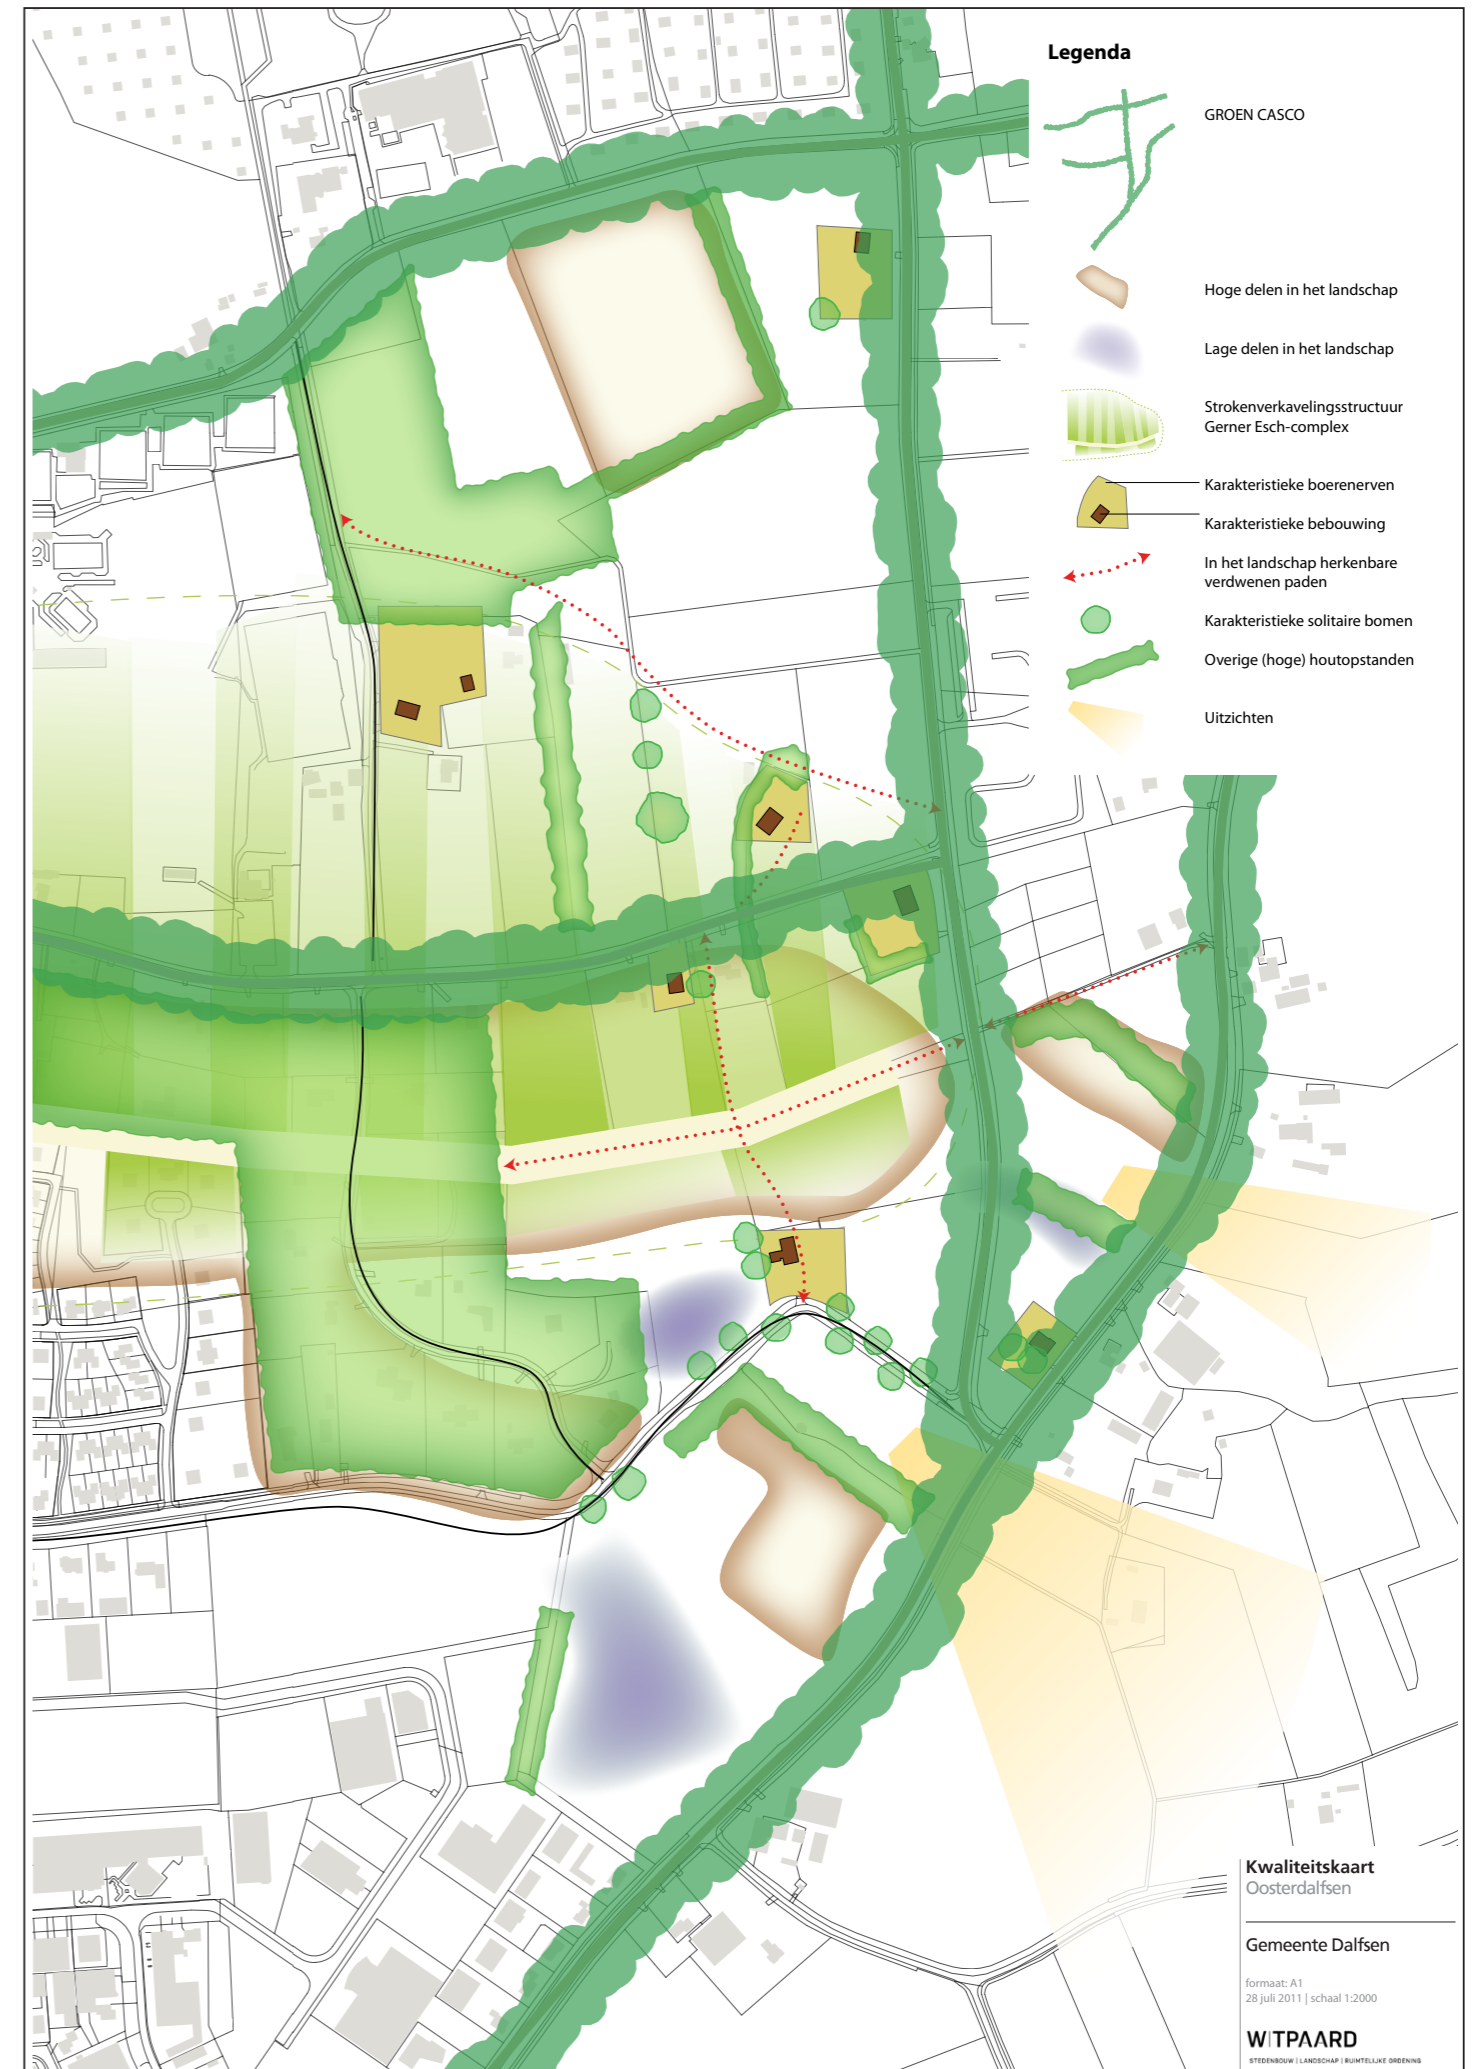 Legenda
GROEN CASCO
Hoge delen in het landschap
Lage delen in het landschap
Strokenverkavelingsstructuur
Gerner Esch-complex
Karakteristieke boerenerven
Karakteristieke bebouwing
In het landschap herkenbare
verdwenen paden
Karakteristieke solitaire bomen
Overige (hoge) houtopstanden
Uitzichten
Kwaliteitskaart
Oosterdalfsen
Gemeente Dalfsen
formaat: A1
28 juli 2011 | schaal 1:2000
WITPAARD
STEDENBOUW | LANDSCHAP | RUIMTELIJKE ORDENING